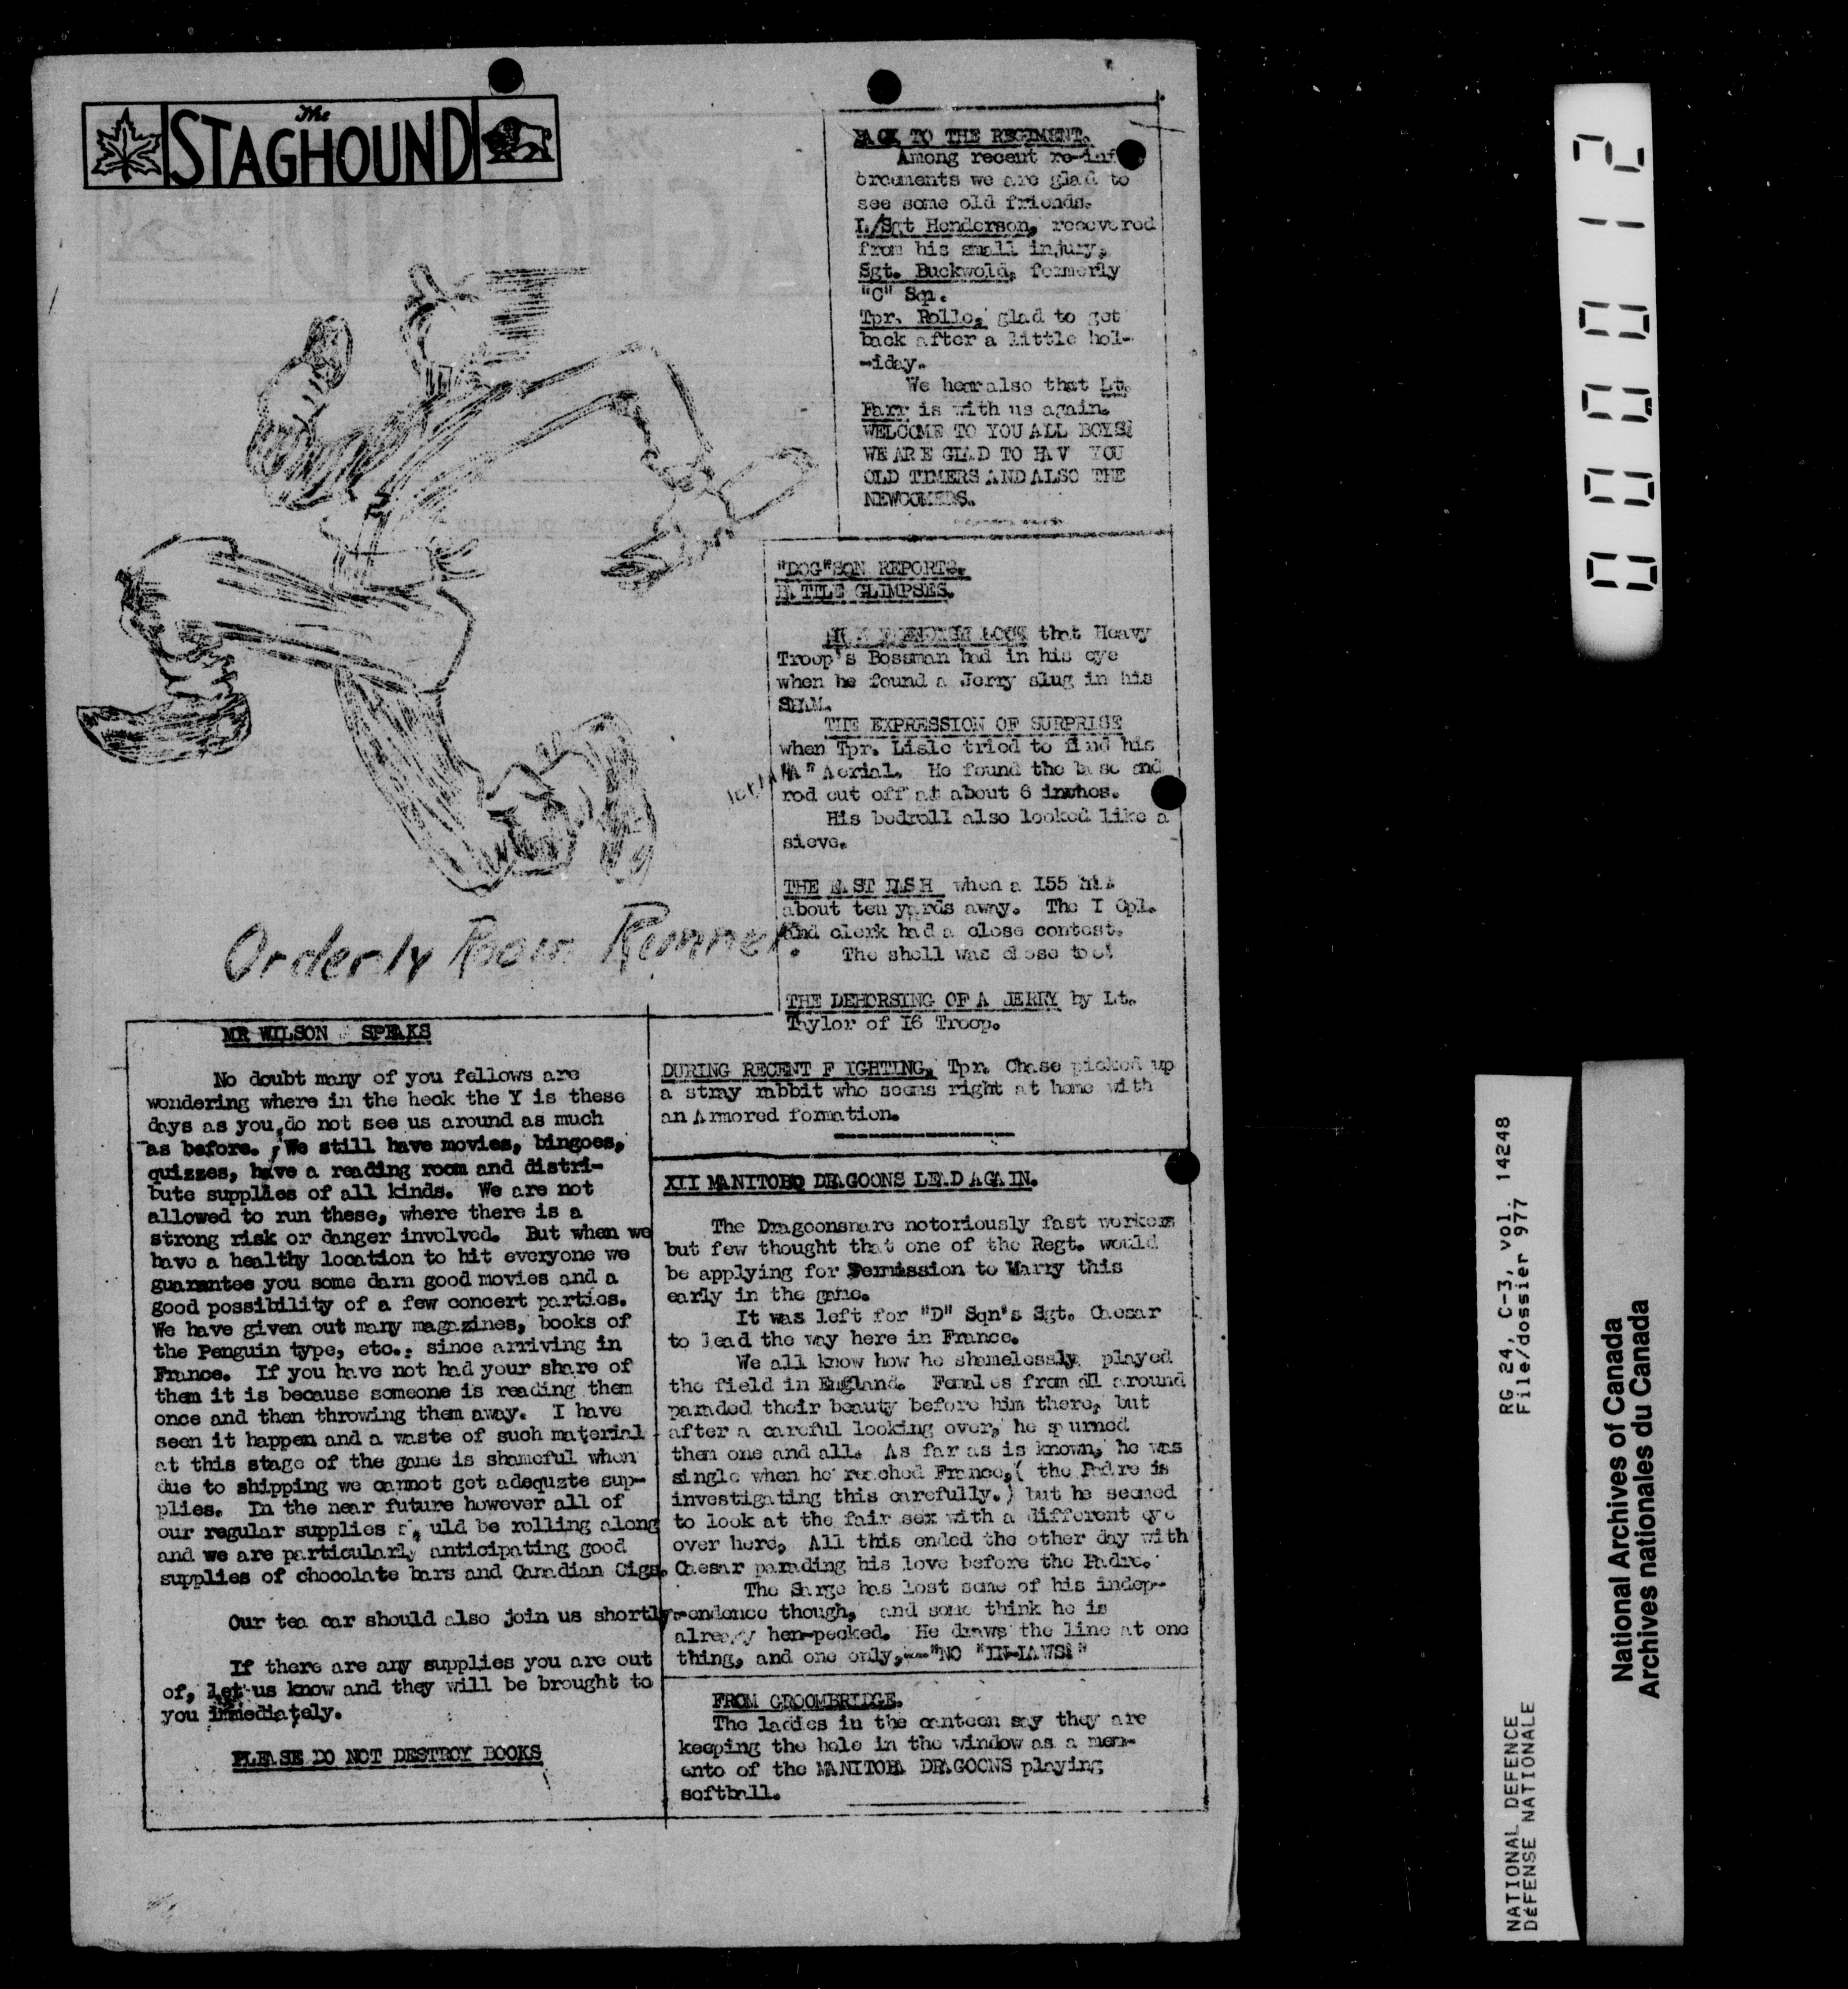 The
STAGHOUND
BACK TO THE REGIMENT.
Among recent re-inf
orcements we are glad to
see some old friends.
L/Sgt Henderson, recovered
from his small injury,
Sgt. Buckwold, formerly
"C" Sqn.
Tpr. Rollo, glad to get
back after a little hol-
-iday.
We hear also that Lt.
Farr is with us again.
WELCOME TO YOU ALL BOYS!
WE ARE GLAD TO HAV YOU
OLD TIMERS AND ALSO THE
NEWCOMERS.
"DOG" SQN REPORTS.
BATTLE GLIMPSES.
LOOK that Heavy
Troop's Bossman had in his eye
when he found a Jerry slug in his
THE EXPRESSION OF SURPRISE
when Tpr. Lisle tried to find his
"A" Aerial. He found the base and
rod cut off at about 6 inwhos.
His bedroll also looked like a
sieve.
THE FAST DASH when a I55 hit
about ten yards away. The I Cpl.
and clerk had a close contest.
The shell was close too!
THE DEHORSING OF A JERRY by Lt.
Taylor of I6 Troop.
DURING RECENT F IGHTING, Tpr. Chase picked up
a stray rabbit who seems right at home with
an Armored formation.
Orderly Room Runner.
MR WILSON SPEAKS
No doubt many of you fellows are
wondering where in the heck the Y is these
days as you do not see us around as much
as before. We still have movies, bingoes,
quizzes, have a reading room and distri-
bute supplies of all kinds. We are not
allowed to run these, where there is a
strong risk or danger involved. But when we
have a healthy location to hit everyone we
guarantee you some darn good movies and a
good possibility of a few concert parties.
We have given out many magazines, books of
the Penguin type, etc.: since arriving in
France. If you have not had your share of
them it is because someone is reading them
once and then throwing them away. I have
seen it happen and a waste of such material
at this stage of the game is shameful when
due to shipping we cannot get adequzte sup-
plies. In the near future however all of
our regular supplies s uld be rolling along
and we are particularly anticipating good
supplies of chocolate bars and Canadian Cigs.
Our tea car should also join us shortly
If there are any supplies you are out
of, let us know and they will be brought to
you immediately.
PLEASE DO NOT DESTROY BOOKS
XII MANITOBO DRAGOONS LEAD AGAIN.
The Dragoonsnare notoriously fast workers
but few thought that one of the Regt. would
be applying for Permission to Marry this
early in the game.
It was left for "D" Sqn's Sgt. Caesar
to lead the way here in France.
We all know how he shamelessly played
the field in England. Females from all around
paraded their beauty before him there, but
after a careful looking over, he spurned
them one and all. As far as is known, he was
single when he reached France,( the Padre is
investigating this carefully.) but he seemed
to look at the fair sex with a different eye
over here, All this ended the other day with
Caesar parading his love before the Padre.
The Sarge has lost some of his indep-
-endence though, and some think he is
already hen-pecked. He draws the line at one
thing, and one only,---"NO "IN-LAWS!"
FROM GROOMBRIDGE.
The ladies in the canteen say they are
keeping the hole in the window as a mem-
ento of the MANITOBA DRAGOONS playing
softball.
00000012
RG 24, C-3, vol. 14248
File/dossier 977
NATIONAL DEFENCE
DÉFENSE NATIONALE
National Archives of Canada
Archives nationales du Canada